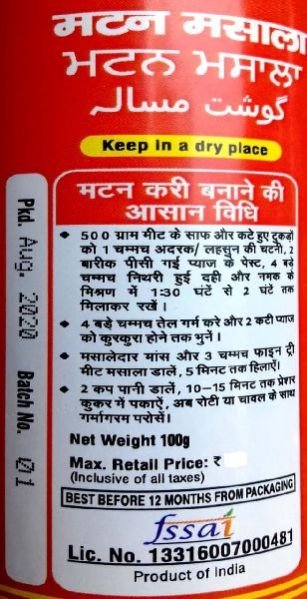 मटन मसाला
ਮਟਨ ਮਸਾਲਾ
گوشت مسالہ
Keep in a dry place
मटन करी बनाने की
आसान विधि
◆ 500 ग्राम मीट के साफ और कटे हुए टुकड़ों
को 1 चम्मच अदरक/ लहसुन की चटनी, 2
बारीक पीसी गई प्याज के पेस्ट, 4 बड़े
चम्मच निथरी हुई दही और नमक के
मिश्रण में 1:30 घंटें से 2 घंटें तक
मिलाकर रखें।
◆ 4 बड़े चम्मच तेल गर्म करे और 2 कटी प्याज
को कुरकुरा होने तक भुनें।
◆ मसालेदार मांस और 3 चम्मच फाइन ट्री
मीट मसाला डालें, 5 मिनट तक हिलाऐं।
◆ 2 कप पानी डालें, 10-15 मिनट तक प्रेशर
कुकर में पकाऐं, अब रोटी या चावल के साथ
गर्मागरम परोसें।
Net Weight 100g
Max. Retail Price: ₹
(Inclusive of all taxes)
BEST BEFORE 12 MONTHS FROM PACKAGING
fssai
Lic. No. 13316007000481
Product of India
Pkd. Aug. 2020 Batch No. 01